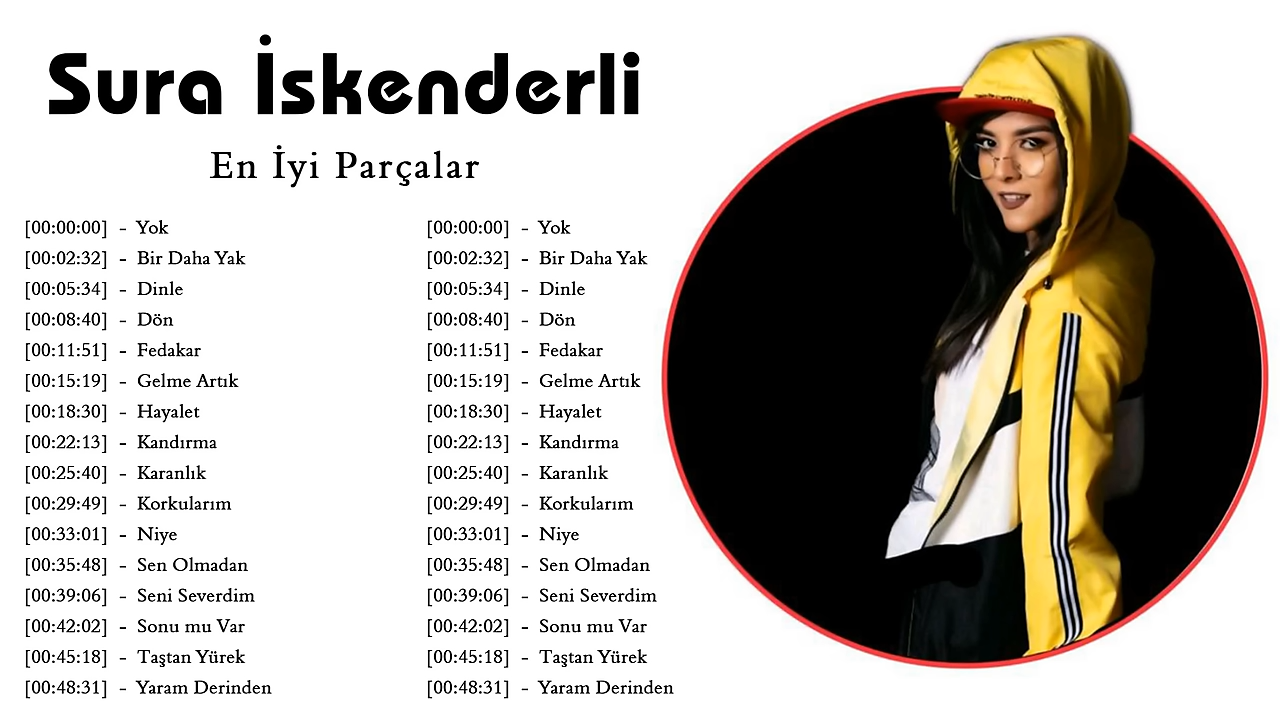 Sura İskenderli
En İyi Parçalar
[00:00:00] - Yok
[00:02:32] - Bir Daha Yak
[00:05:34] - Dinle
[00:08:40] - Dön
[00:11:51] - Fedakar
[00:15:19] - Gelme Artık
[00:18:30] - Hayalet
[00:22:13] - Kandırma
[00:25:40] - Karanlık
[00:29:49] - Korkularım
[00:33:01] - Niye
[00:35:48] - Sen Olmadan
[00:39:06] - Seni Severdim
[00:42:02] - Sonu mu Var
[00:45:18] - Taştan Yürek
[00:48:31] - Yaram Derinden
[00:00:00] - Yok
[00:02:32] - Bir Daha Yak
[00:05:34] - Dinle
[00:08:40] - Dön
[00:11:51] - Fedakar
[00:15:19] - Gelme Artık
[00:18:30] - Hayalet
[00:22:13] - Kandırma
[00:25:40] - Karanlık
[00:29:49] - Korkularım
[00:33:01] - Niye
[00:35:48] - Sen Olmadan
[00:39:06] - Seni Severdim
[00:42:02] - Sonu mu Var
[00:45:18] - Taştan Yürek
[00:48:31] - Yaram Derinden